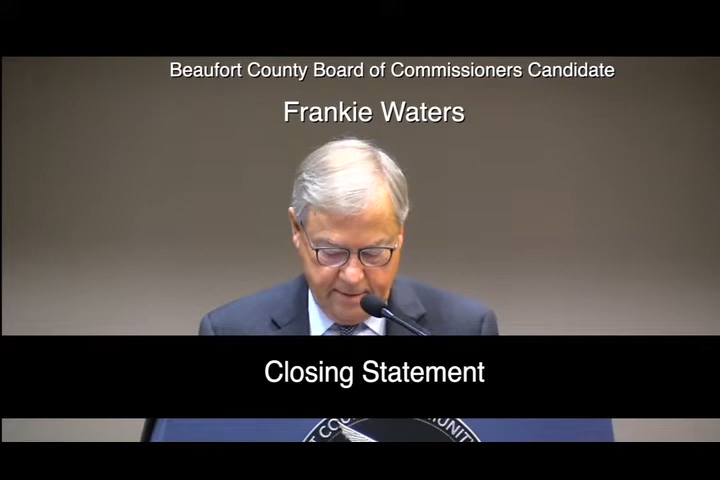 Beaufort County Board of Commissioners Candidate
Frankie Waters
Closing Statement